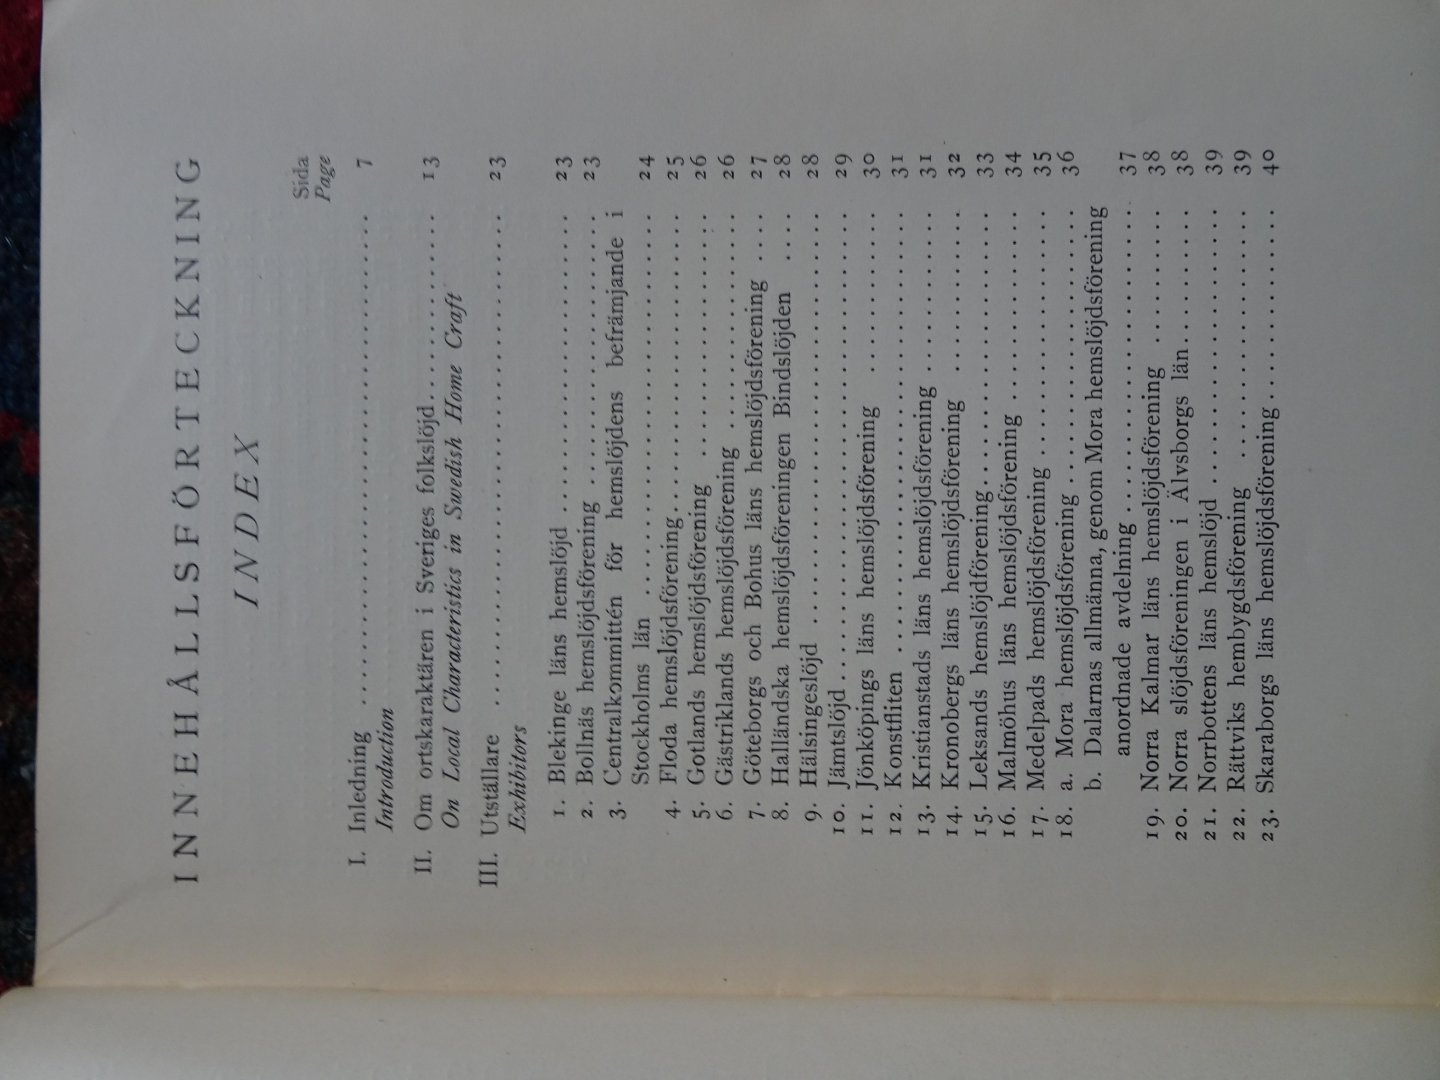 INNEHÅLLSFÖRTECKNING
INDEX
Sida
Page
I. Inledning .................................... 7
Introduction
II. Om ortskaraktären i Sveriges folkslöjd................ 13
On Local Characteristics in Swedish Home Craft
III. Utställare .................................... 23
Exhibitors
1. Blekinge läns hemslöjd ........................ 23
2. Bollnäs hemslöjdsförening ...................... 23
3. Centralkommittén för hemslöjdens befrämjande i
Stockholms län .............................. 24
4. Floda hemslöjdsförening........................ 25
5. Gotlands hemslöjdsförening .................... 26
6. Gästriklands hemslöjdsförening .................. 26
7. Göteborgs och Bohus läns hemslöjdsförening .... 27
8. Halländska hemslöjdsföreningen Bindslöjden .... 28
9. Hälsingeslöjd ................................ 28
10. Jämtslöjd .................................... 29
11. Jönköpings läns hemslöjdsförening ............ 30
12. Konstfliten .................................. 31
13. Kristianstads läns hemslöjdsförening ............ 31
14. Kronobergs läns hemslöjdsförening ............ 32
15. Leksands hemslöjdförening...................... 33
16. Malmöhus läns hemslöjdsförening .............. 34
17. Medelpads hemslöjdsförening .................. 35
18. a. Mora hemslöjdsförening ...................... 36
b. Dalarnas allmänna, genom Mora hemslöjdsförening
anordnade avdelning ........................ 37
19. Norra Kalmar läns hemslöjdsförening .......... 38
20. Norra slöjdsföreningen i Älvsborgs län............ 38
21. Norrbottens läns hemslöjd ...................... 39
22. Rättviks hembygdsförening .................... 39
23. Skaraborgs läns hemslöjdsförening .............. 40